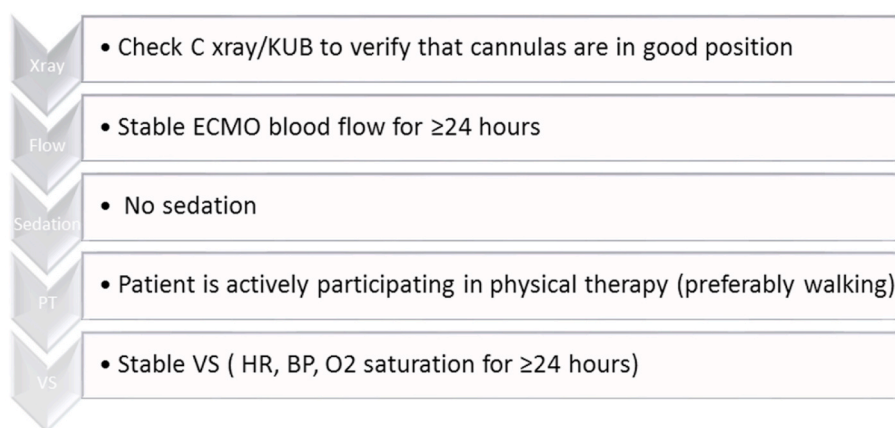 Xray
• Check C xray/KUB to verify that cannulas are in good position
Flow
• Stable ECMO blood flow for ≥24 hours
Sedation
• No sedation
PT
• Patient is actively participating in physical therapy (preferably walking)
VS
• Stable VS ( HR, BP, O2 saturation for ≥24 hours)